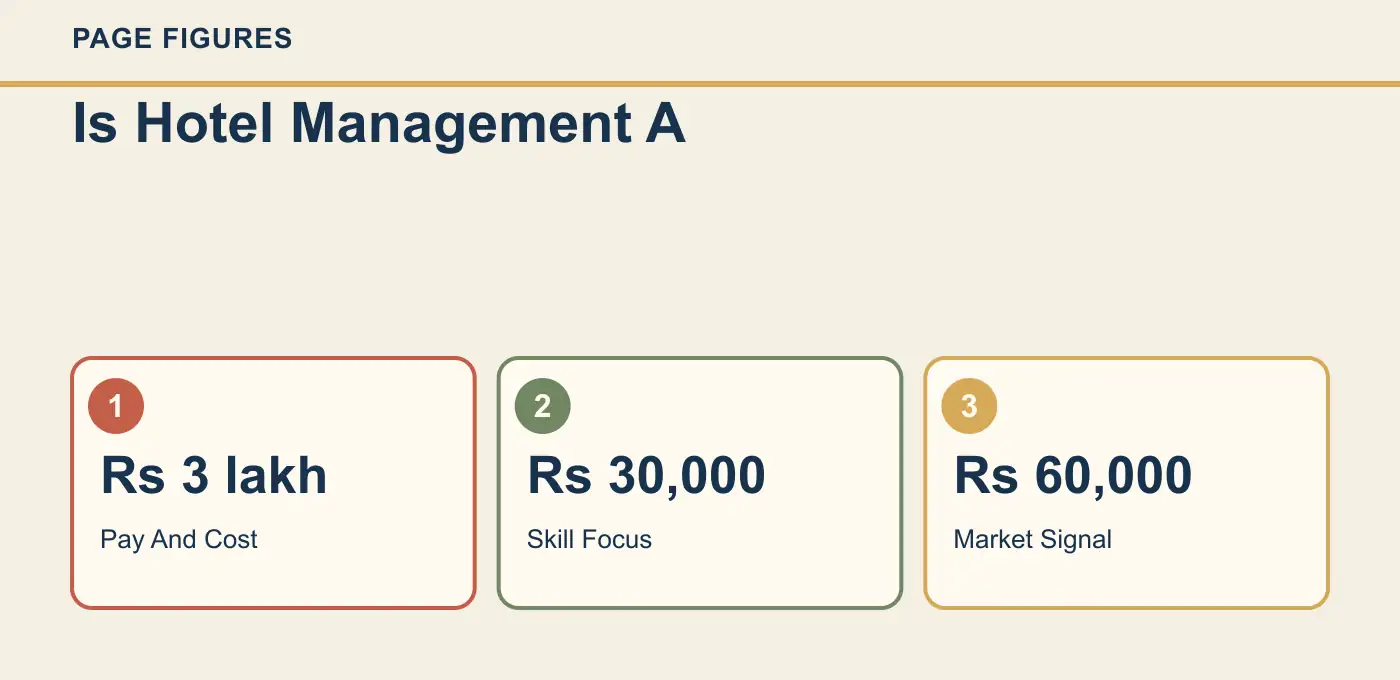 PAGE FIGURES
Is Hotel Management A
1
Rs 3 lakh
Pay And Cost
2
Rs 30,000
Skill Focus
3
Rs 60,000
Market Signal